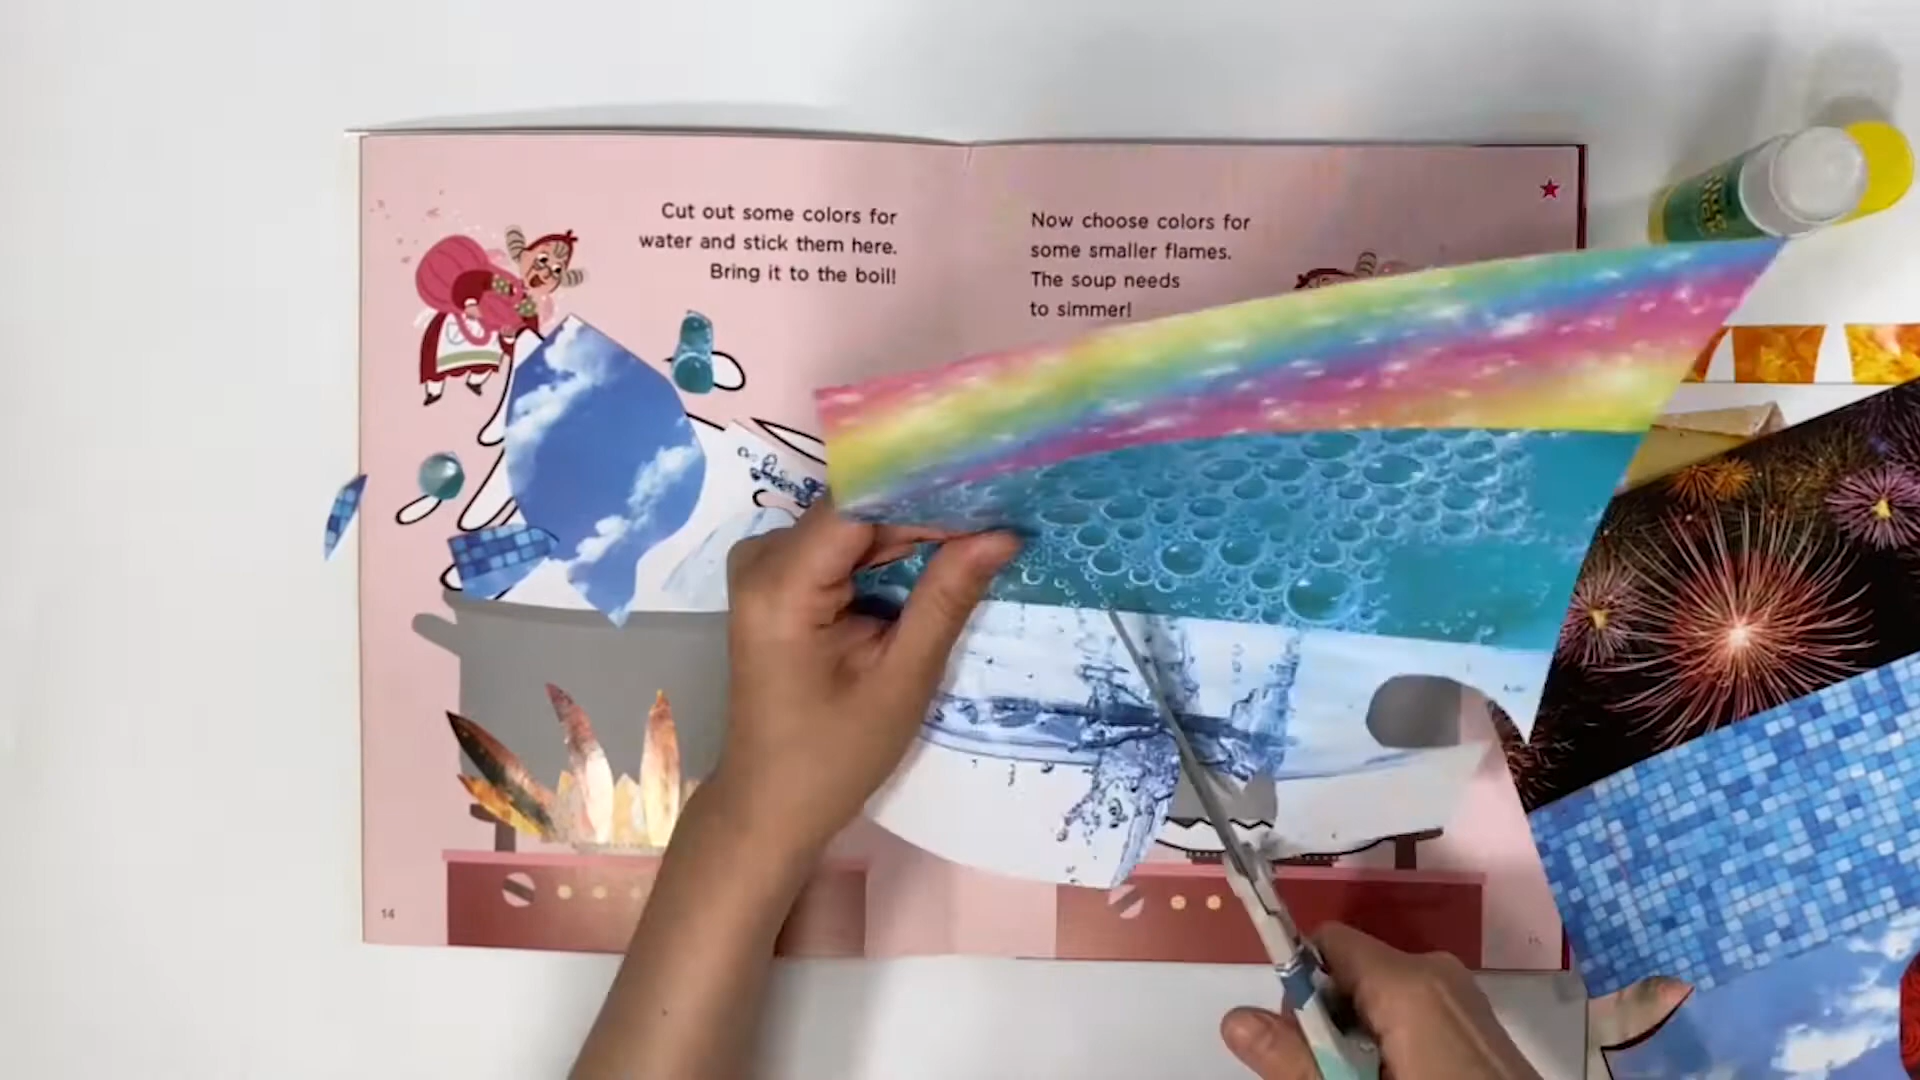 Cut out some colors for
water and stick them here.
Bring it to the boil!
Now choose colors for
some smaller flames.
The soup needs
to simmer!
14